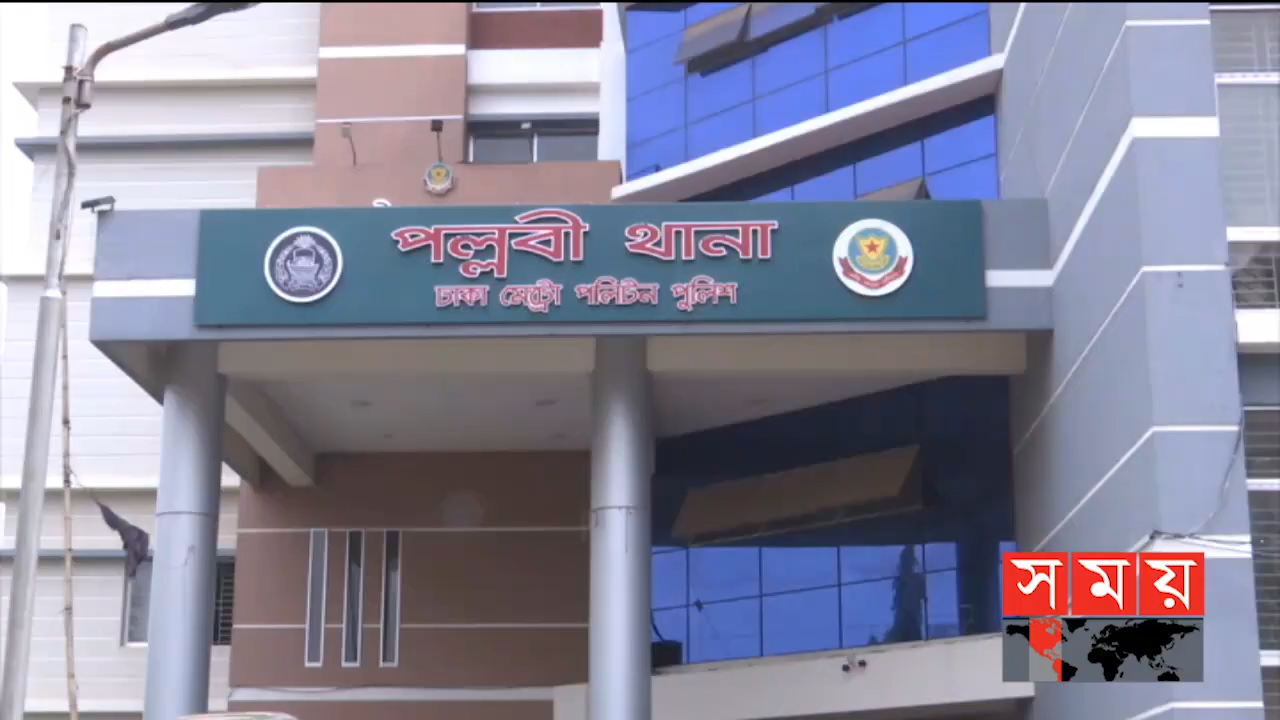 পল্লবী থানা
ঢাকা মেট্রো পলিটন পুলিশ
সময়